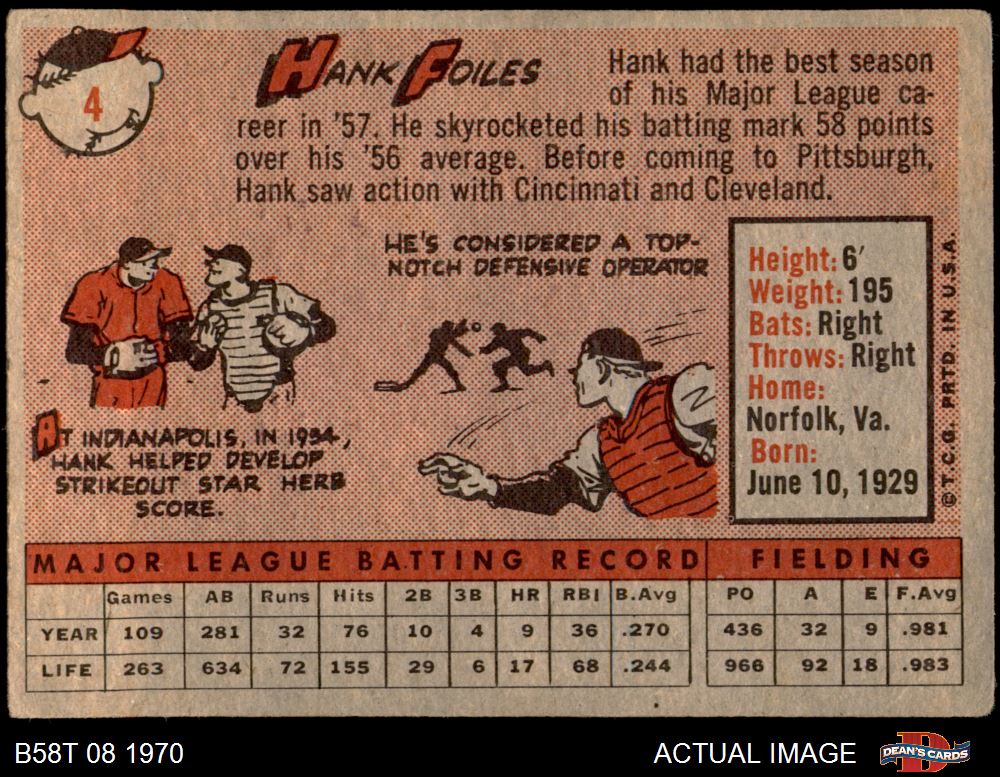 4
HANK FOILES
Hank had the best season
of his Major League ca-
reer in '57. He skyrocketed his batting mark 58 points
over his '56 average. Before coming to Pittsburgh,
Hank saw action with Cincinnati and Cleveland.
HE'S CONSIDERED A TOP-
NOTCH DEFENSIVE OPERATOR
AT INDIANAPOLIS, IN 1954,
HANK HELPED DEVELOP
STRIKEOUT STAR HERB
SCORE.
Height: 6'
Weight: 195
Bats: Right
Throws: Right
Home:
Norfolk, Va.
Born:
June 10, 1929
© T.C.G. PRTD. IN U.S.A.
MAJOR LEAGUE BATTING RECORD FIELDING
Games AB Runs Hits 2B 3B HR RBI B.Avg PO A E F.Avg
YEAR 109 281 32 76 10 4 9 36 .270 436 32 9 .981
LIFE 263 634 72 155 29 6 17 68 .244 966 92 18 .983
B58T 08 1970
ACTUAL IMAGE
DEAN'S CARDS